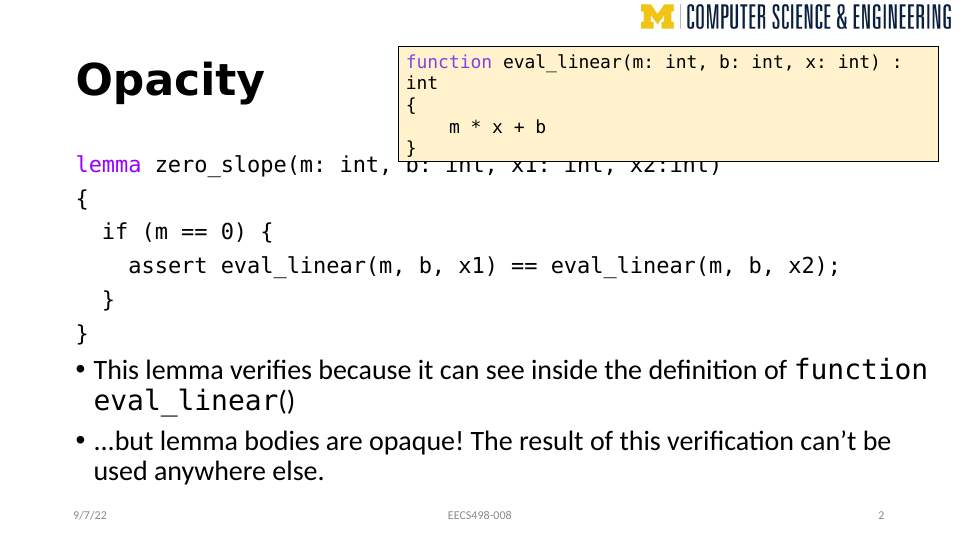 M | COMPUTER SCIENCE & ENGINEERING
Opacity
function eval_linear(m: int, b: int, x: int) :
int
{
    m * x + b
}
lemma zero_slope(m: int, b: int, x1: int, x2:int)
{
  if (m == 0) {
    assert eval_linear(m, b, x1) == eval_linear(m, b, x2);
  }
}
• This lemma verifies because it can see inside the definition of function
eval_linear()
• …but lemma bodies are opaque! The result of this verification can’t be
used anywhere else.
9/7/22 EECS498-008 2